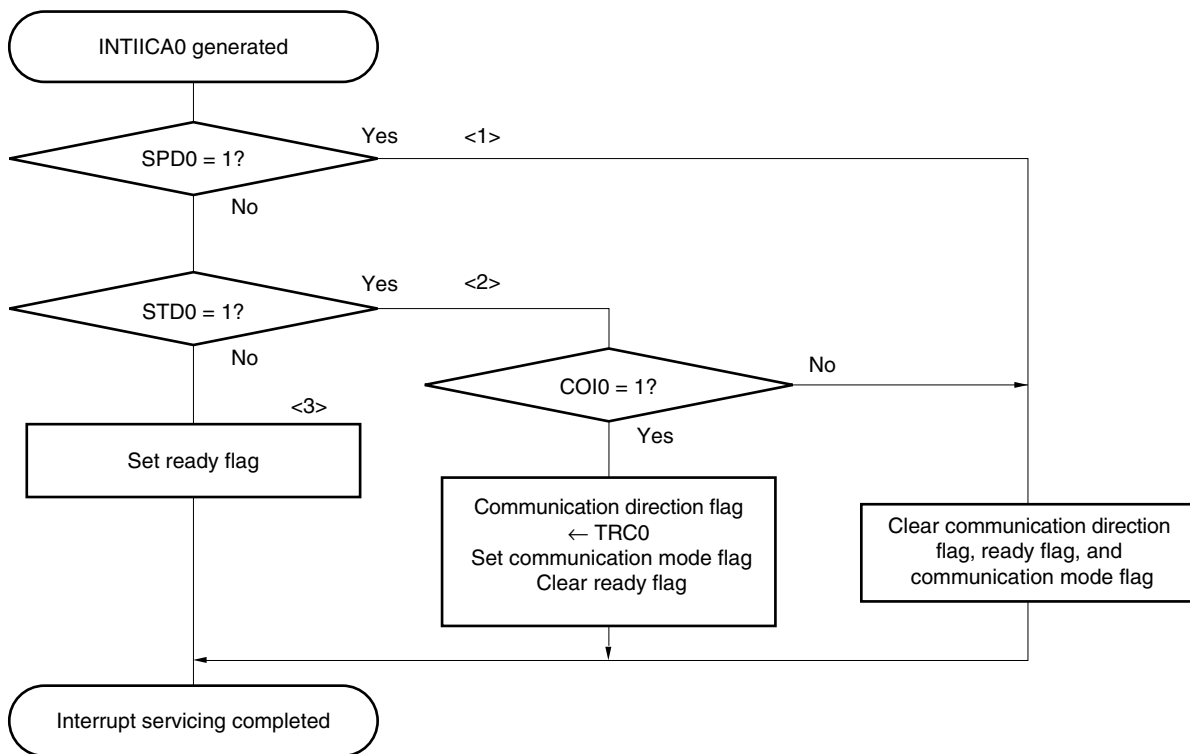 INTIICA0 generated
Yes
<1>
SPD0 = 1?
No
Yes
<2>
STD0 = 1?
No
COI0 = 1?
No
Yes
<3>
Set ready flag
Communication direction flag
← TRC0
Set communication mode flag
Clear ready flag
Clear communication direction
flag, ready flag, and
communication mode flag
Interrupt servicing completed